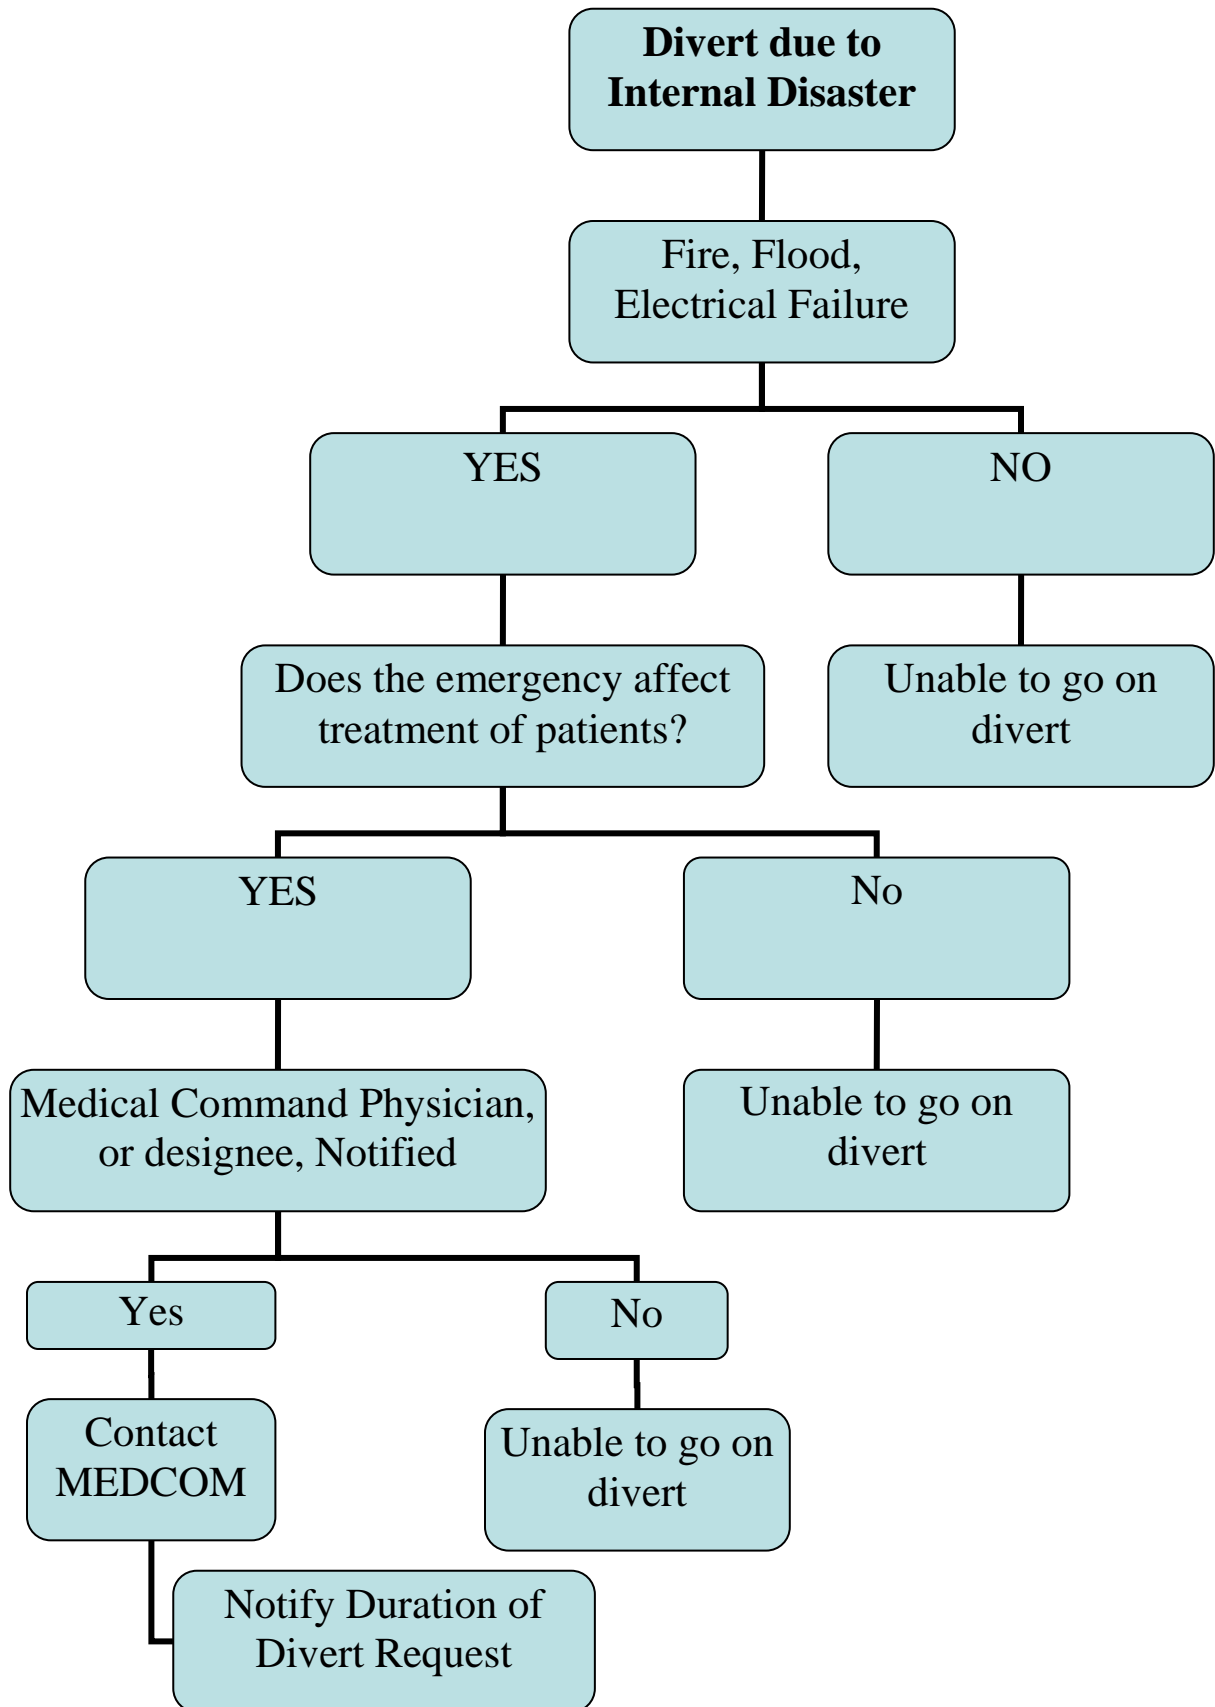 Divert due to
Internal Disaster
Fire, Flood,
Electrical Failure
YES
NO
Does the emergency affect
treatment of patients?
Unable to go on
divert
YES
No
Medical Command Physician,
or designee, Notified
Unable to go on
divert
Yes
No
Contact
MEDCOM
Unable to go on
divert
Notify Duration of
Divert Request